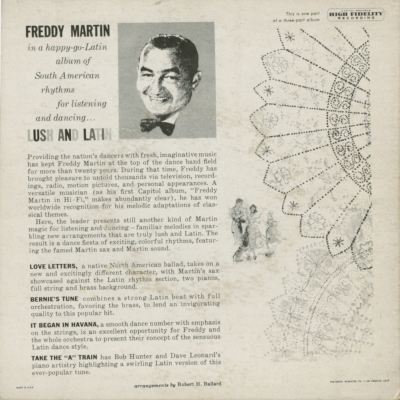 FREDDY MARTIN
in a happy-go-Latin
album of
South American
rhythms
for listening
and dancing...
LUSH AND LATIN
This is one part
of a three-part album
HIGH FIDELITY
RECORDING
Providing the nation's dancers with fresh, imaginative music
has kept Freddy Martin at the top of the dance band field
for more than twenty years. During that time, Freddy has
brought pleasure to untold thousands via television, record-
ings, radio, motion pictures, and personal appearances. A
versatile musician (as his first Capitol album, "Freddy
Martin in Hi-Fi," makes abundantly clear), he has won
worldwide recognition for his melodic adaptations of clas-
sical themes.
Here, the leader presents still another kind of Martin
magic for listening and dancing – familiar melodies in spar-
kling new arrangements that are truly lush and Latin. The
result is a dance fiesta of exciting, colorful rhythms, featur-
ing the famed Martin sax and Martin sound.
LOVE LETTERS, a native North American ballad, takes on a
new and excitingly different character, with Martin's sax
showcased against the Latin rhythm section, two pianos,
full string and brass background.
BERNIE'S TUNE combines a strong Latin beat with full
orchestration, favoring the brass, to lend an invigorating
quality to this popular hit.
IT BEGAN IN HAVANA, a smooth dance number with emphasis
on the strings, is an excellent opportunity for Freddy and
the whole orchestra to present their concept of the sensuous
Latin dance style.
TAKE THE "A" TRAIN has Bob Hunter and Dave Leonard's
piano artistry highlighting a swirling Latin version of this
ever-popular tune.
arrangements by Robert H. Ballard